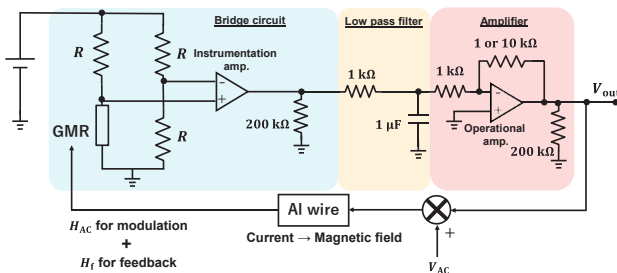 Bridge circuit
Low pass filter
Amplifier
R
R
Instrumentation
amp.
−
+
GMR
R
200 kΩ
1 kΩ
1 μF
1 kΩ
1 or 10 kΩ
−
+
Operational
amp.
200 kΩ
V_out
Al wire
Current → Magnetic field
+
V_AC
H_AC for modulation
+
H_f for feedback